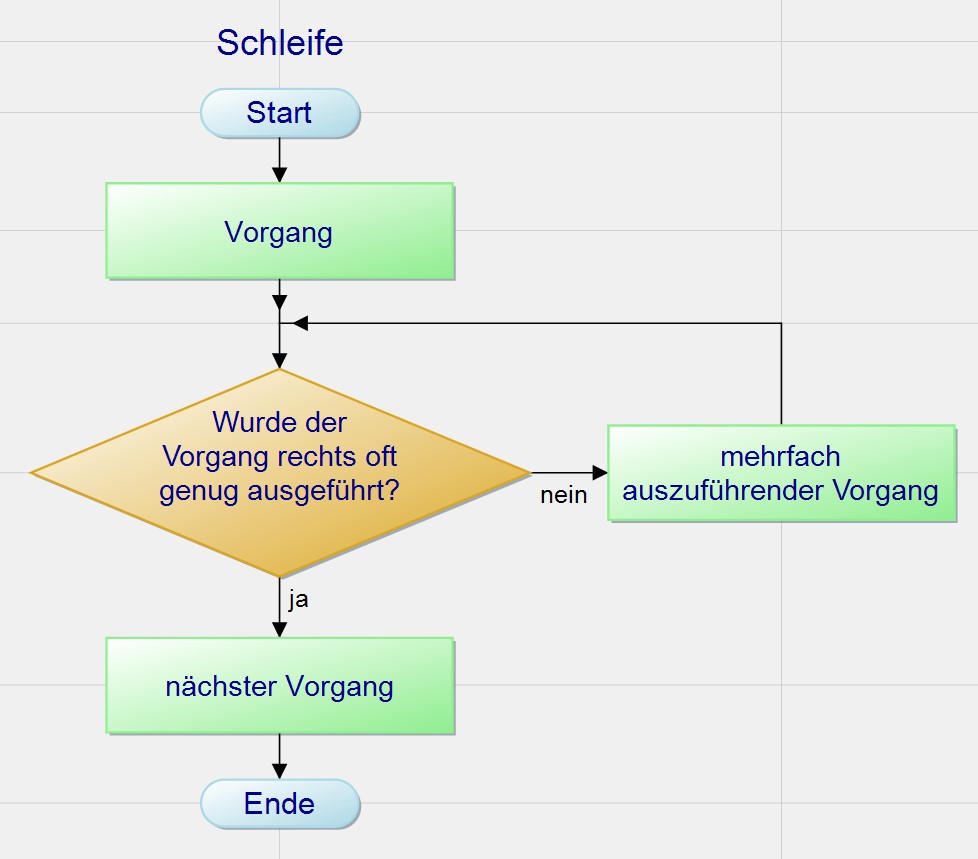 Schleife
Start
Vorgang
Wurde der
Vorgang rechts oft
genug ausgeführt?
nein
mehrfach
auszuführender Vorgang
ja
nächster Vorgang
Ende